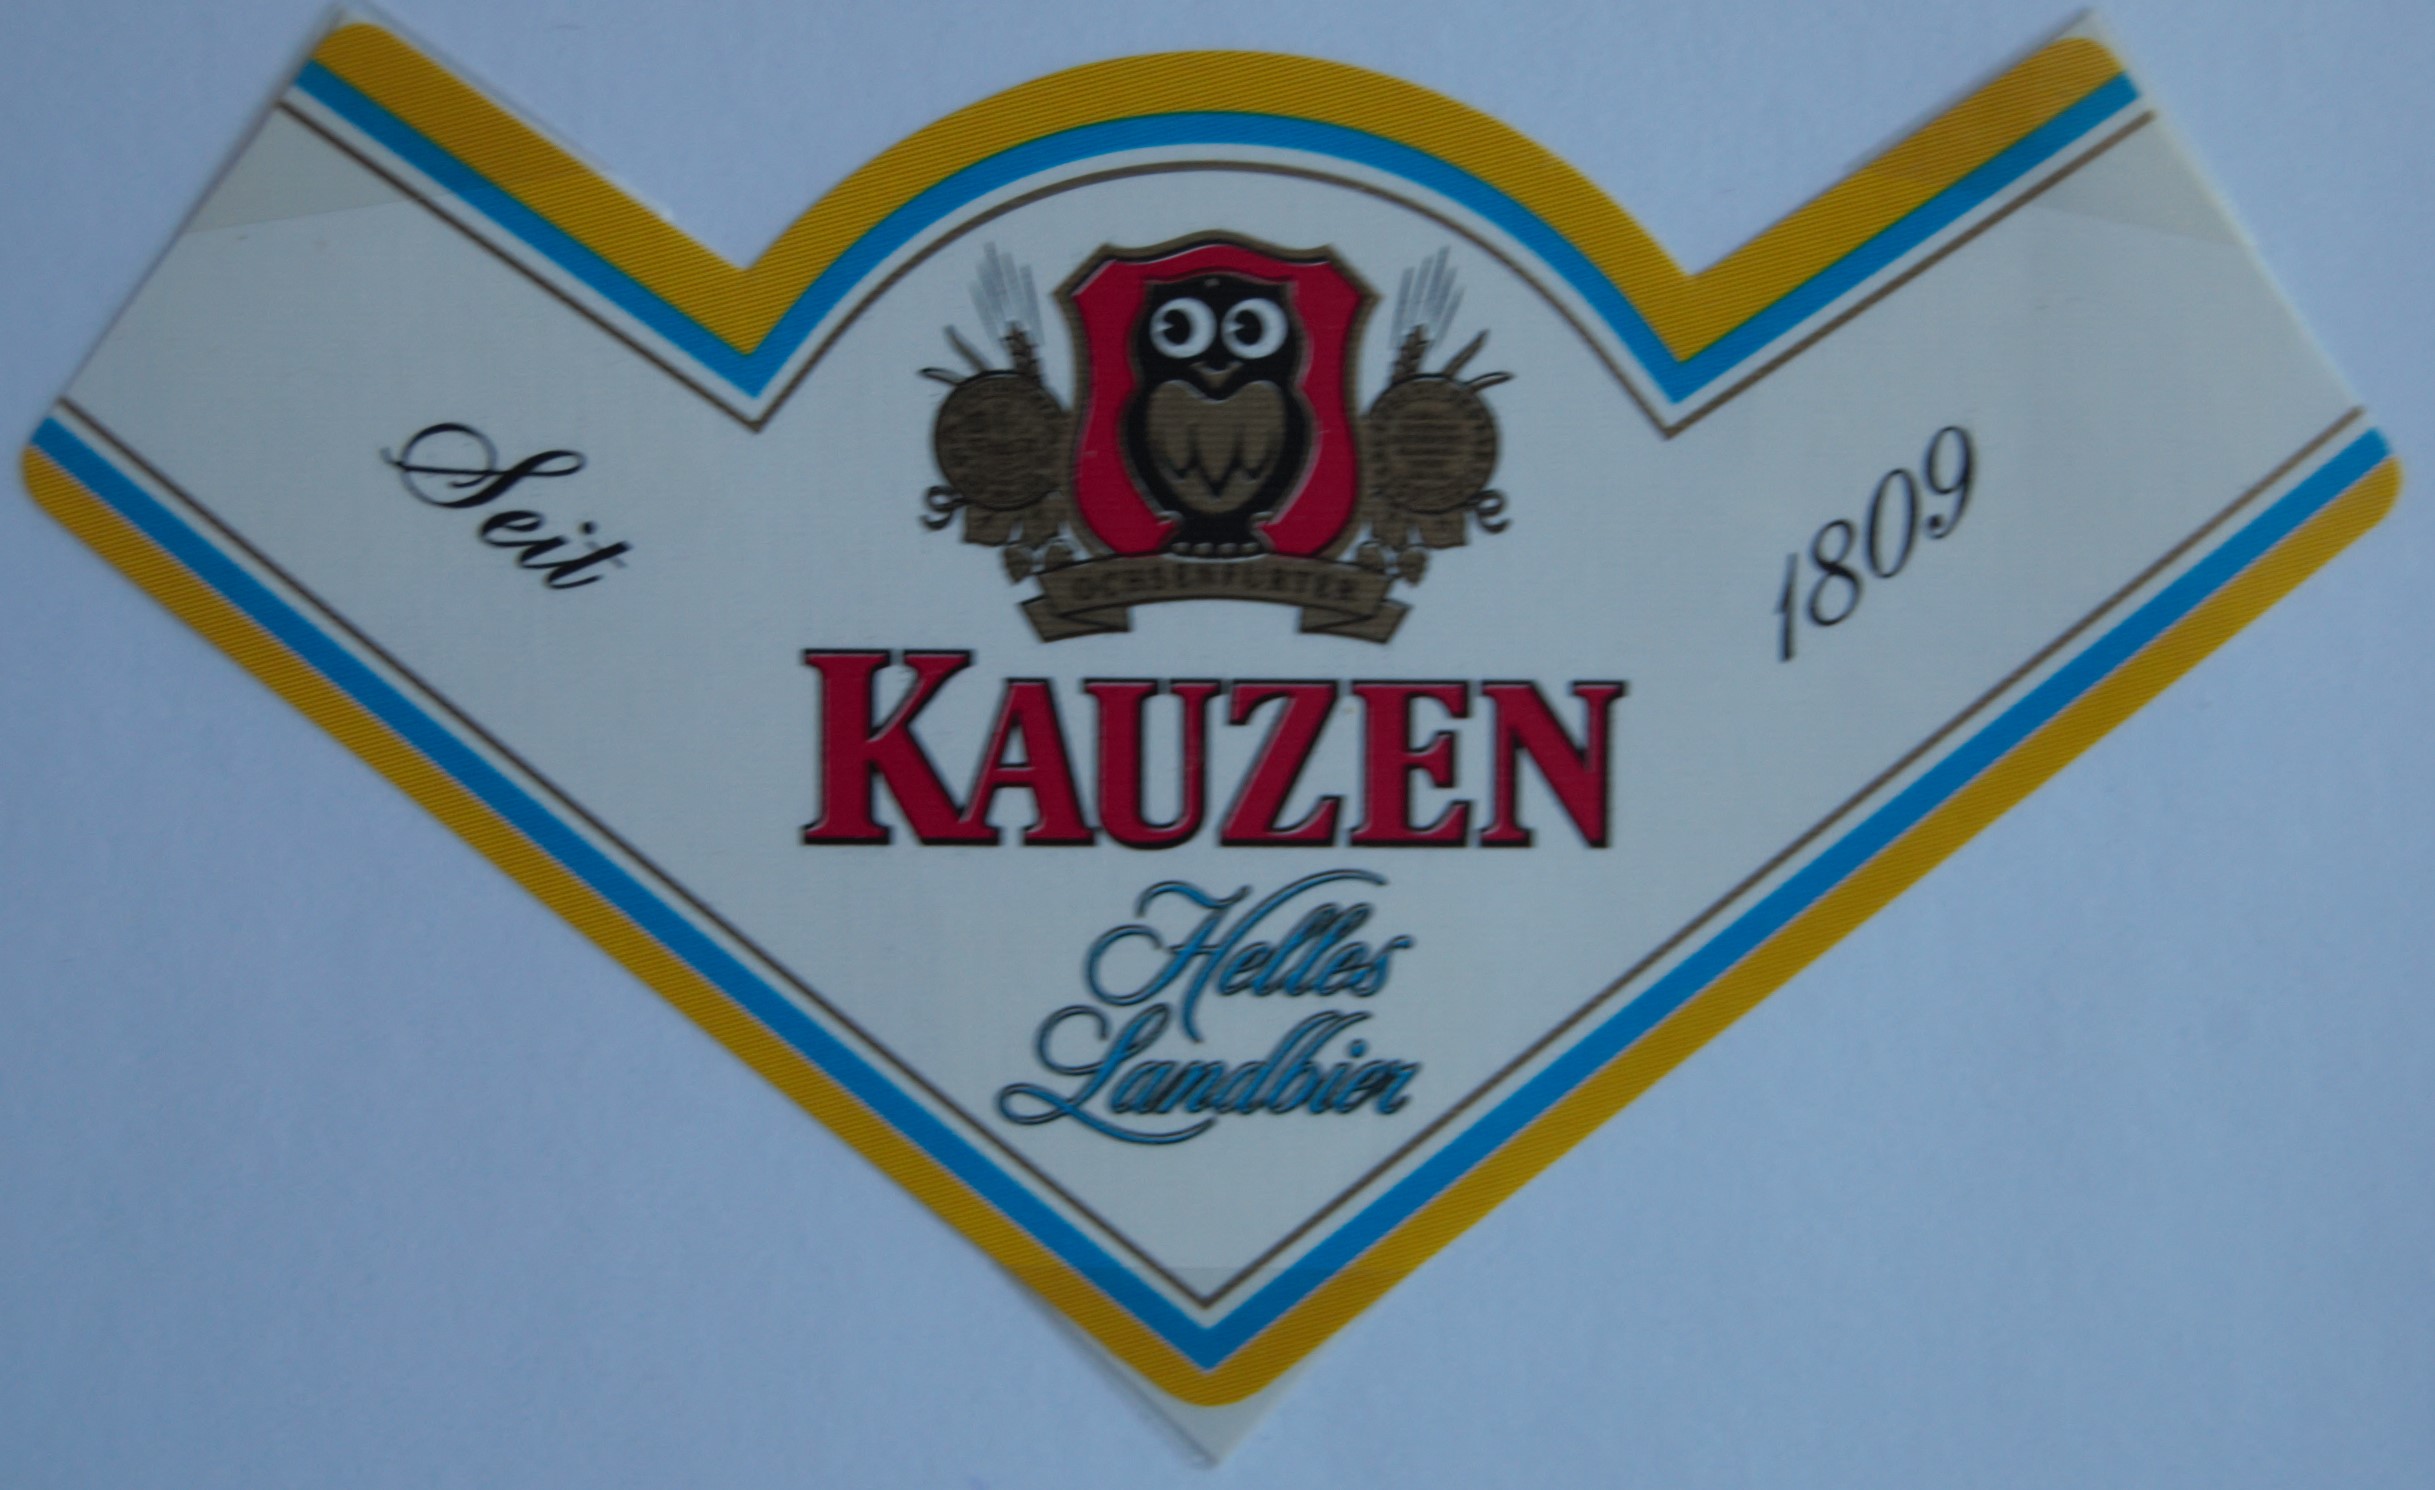 Seit
1809
OCHSENFURTER
KAUZEN
Helles
Landbier